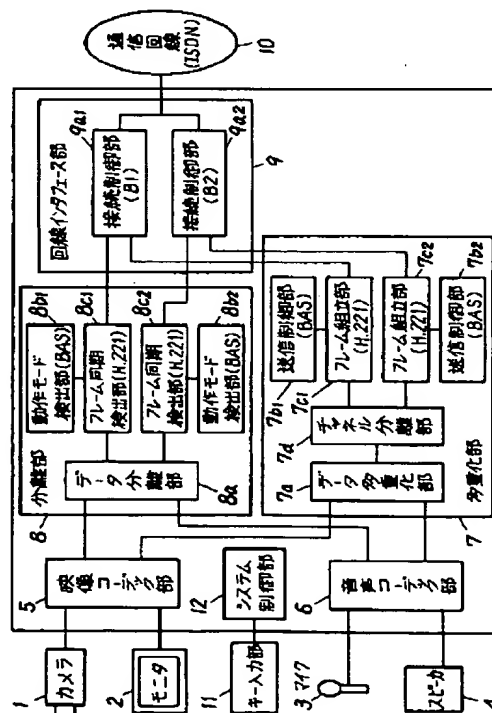 1
カメラ
2
モニタ
11
キー入力部
3 マイク
スピーカ
4
5
映像コーデック部
12
システム
制御部
音声コーデック部
6
分離部
8
動作モード
検出部(BAS)
8b1
フレーム同期
検出部(H.221)
8c1
8c2
フレーム同期
検出部(H.221)
動作モード
検出部(BAS)
8b2
データ分離部
8a
回線インタフェース部
9
接続制御部
(B1)
9a1
接続制御部
(B2)
9a2
通信回線
(ISDN)
10
送信制御部
(BAS)
7b1
フレーム組立部
(H.221)
7c1
フレーム組立部
(H.221)
7c2
送信制御部
(BAS)
7b2
7d
チャネル分離部
7a
データ多重化部
多重化部
7